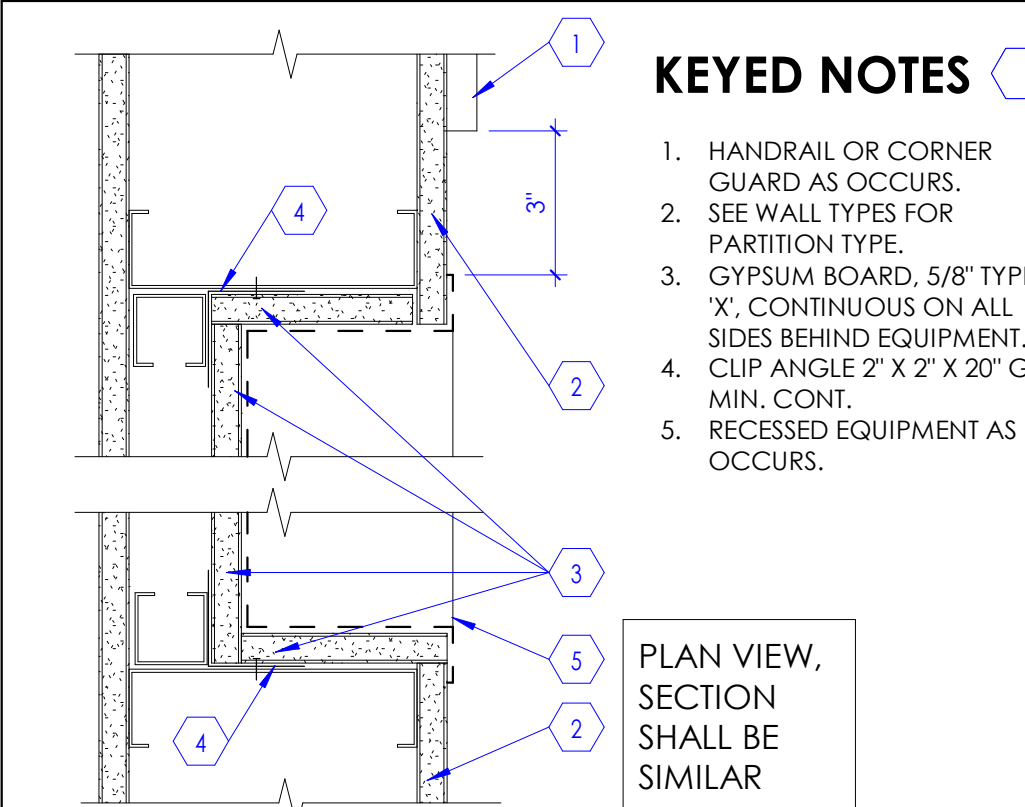 1
KEYED NOTES
1. HANDRAIL OR CORNER
GUARD AS OCCURS.
2. SEE WALL TYPES FOR
PARTITION TYPE.
3. GYPSUM BOARD, 5/8" TYPE
'X', CONTINUOUS ON ALL
SIDES BEHIND EQUIPMENT.
4. CLIP ANGLE 2" X 2" X 20" G
MIN. CONT.
5. RECESSED EQUIPMENT AS
OCCURS.
4
3"
2
3
5
2
4
PLAN VIEW,
SECTION
SHALL BE
SIMILAR